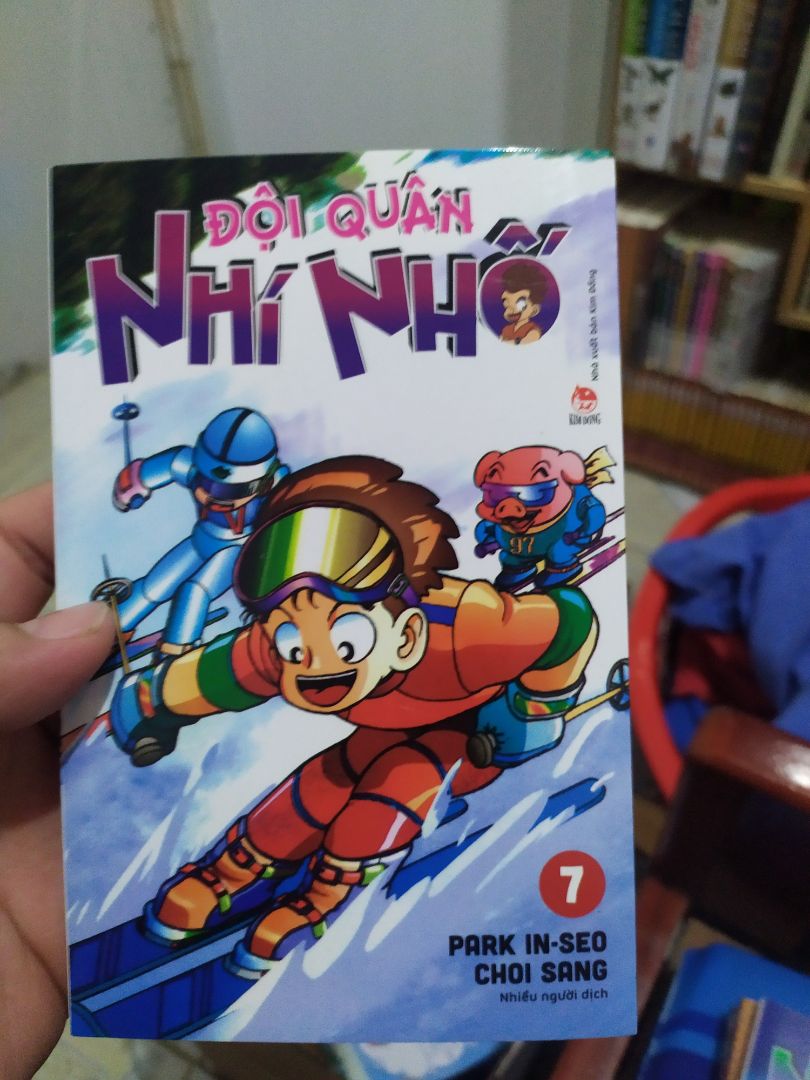 ĐỘI QUÂN
NHÍ NHỐ
Nhà xuất bản Kim Đồng
KIM ĐỒNG
97
7
PARK IN-SEO
CHOI SANG
Nhiều người dịch